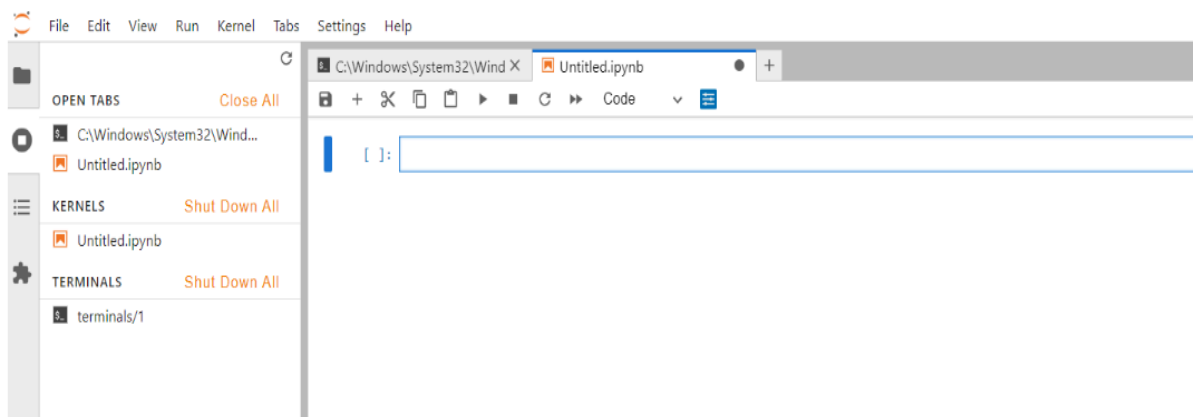 File Edit View Run Kernel Tabs Settings Help
C:\Windows\System32\Wind
Untitled.ipynb
OPEN TABS Close All
C:\Windows\System32\Wind...
Untitled.ipynb
KERNELS Shut Down All
Untitled.ipynb
TERMINALS Shut Down All
$_ terminals/1
Code
[ ]: